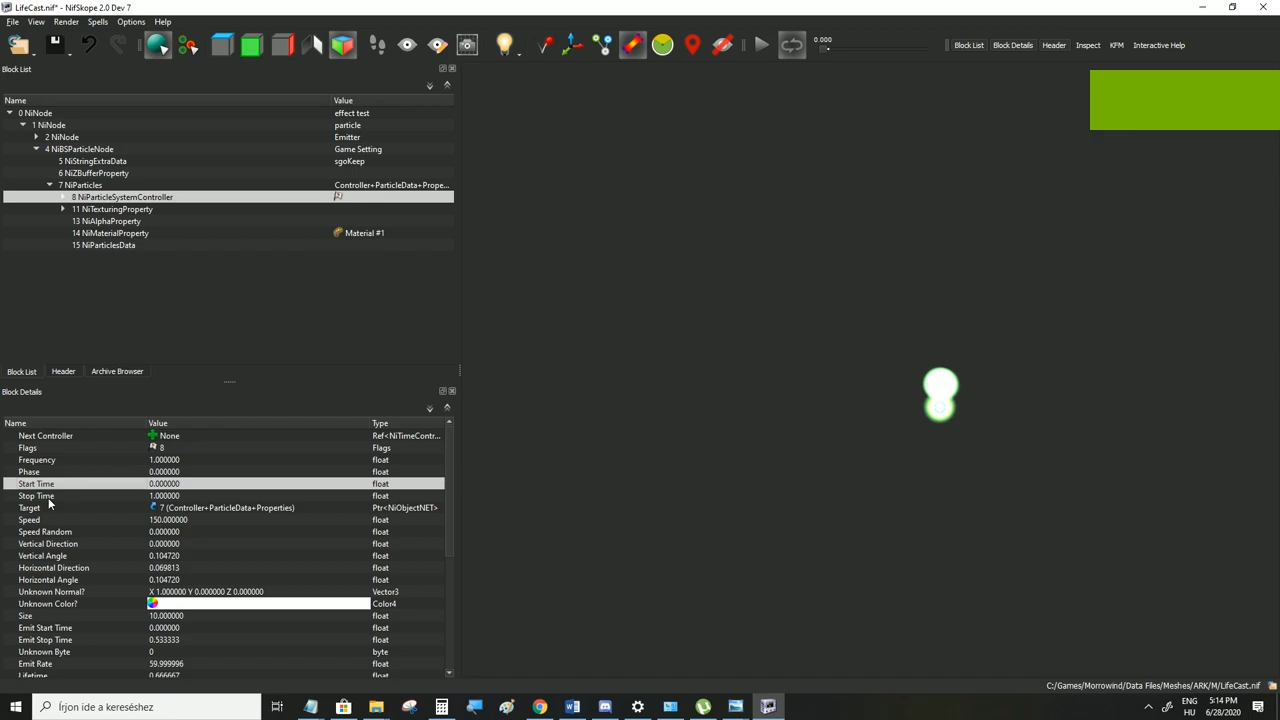 LifeCast.nif* - NifSkope 2.0 Dev 7
File View Render Spells Options Help
0.000
Block List Block Details Header Inspect KFM Interactive Help
Block List
Name Value
0 NiNode effect test
1 NiNode particle
2 NiNode Emitter
4 NiBSParticleNode Game Setting
5 NiStringExtraData sgoKeep
6 NiZBufferProperty
7 NiParticles Controller+ParticleData+Prope...
8 NiParticleSystemController
11 NiTexturingProperty
13 NiAlphaProperty
14 NiMaterialProperty Material #1
15 NiParticlesData
Block List Header Archive Browser
Block Details
Name Value Type
Next Controller None Ref<NiTimeContr...
Flags 8 Flags
Frequency 1.000000 float
Phase 0.000000 float
Start Time 0.000000 float
Stop Time 1.000000 float
Target 7 (Controller+ParticleData+Properties) Ptr<NiObjectNET>
Speed 150.000000 float
Speed Random 0.000000 float
Vertical Direction 0.000000 float
Vertical Angle 0.104720 float
Horizontal Direction 0.069813 float
Horizontal Angle 0.104720 float
Unknown Normal? X 1.000000 Y 0.000000 Z 0.000000 Vector3
Unknown Color? Color4
Size 10.000000 float
Emit Start Time 0.000000 float
Emit Stop Time 0.533333 float
Unknown Byte 0 byte
Emit Rate 59.999996 float
Lifetime 0.666667 float
C:/Games/Morrowind/Data Files/Meshes/ARK/M/LifeCast.nif
Írjon ide a kereséshez
ENG 5:14 PM
HU 6/28/2020